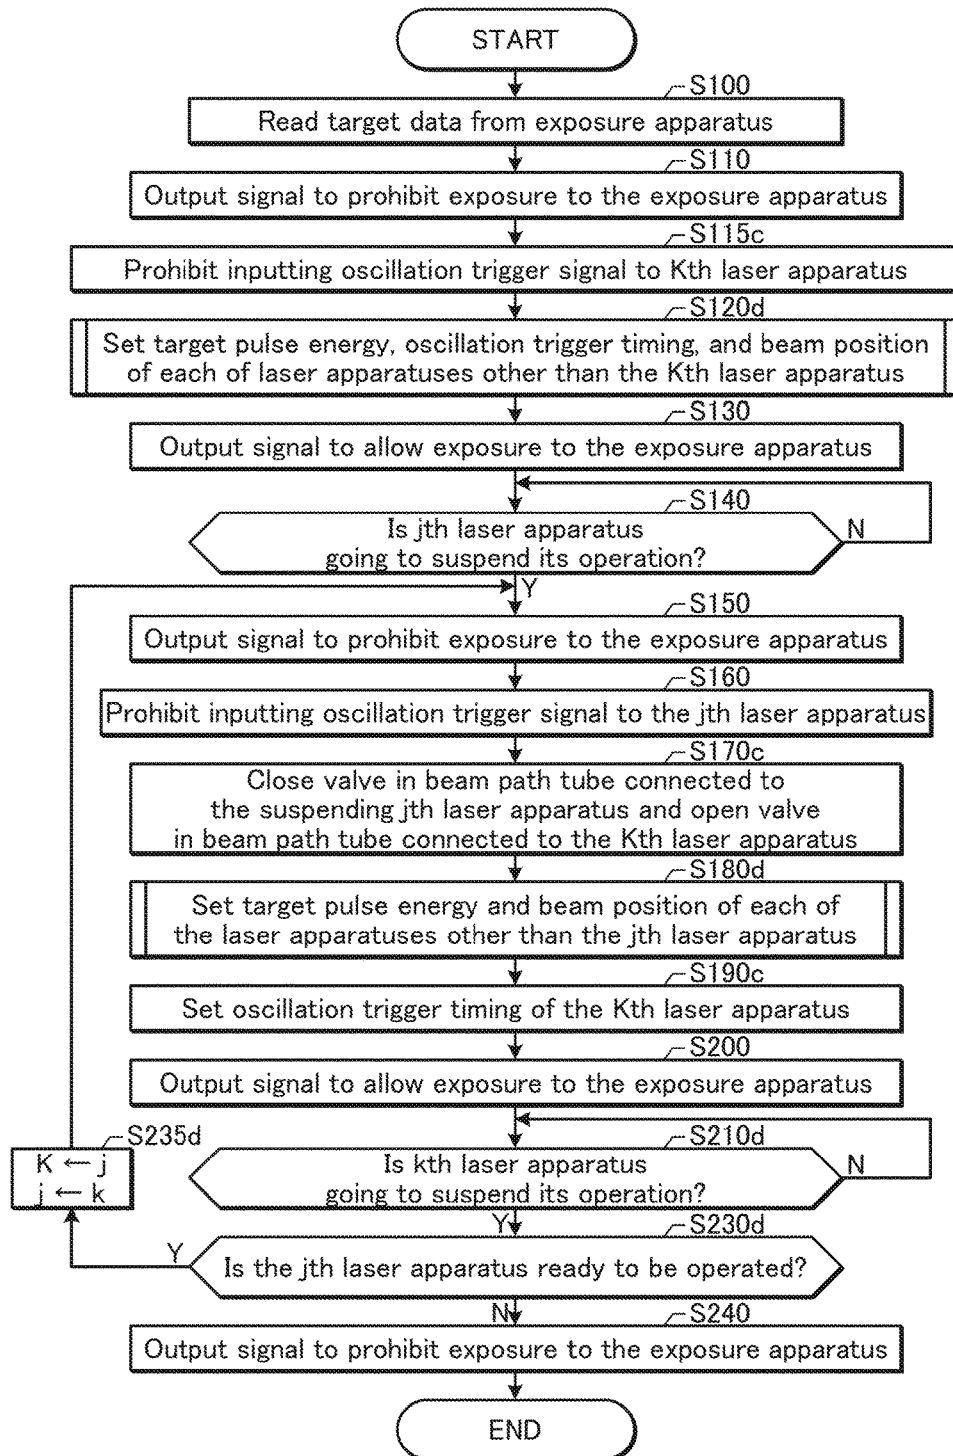 START
S100
Read target data from exposure apparatus
S110
Output signal to prohibit exposure to the exposure apparatus
S115c
Prohibit inputting oscillation trigger signal to Kth laser apparatus
S120d
Set target pulse energy, oscillation trigger timing, and beam position
of each of laser apparatuses other than the Kth laser apparatus
S130
Output signal to allow exposure to the exposure apparatus
S140
Is jth laser apparatus
going to suspend its operation?
N
Y
S150
Output signal to prohibit exposure to the exposure apparatus
S160
Prohibit inputting oscillation trigger signal to the jth laser apparatus
S170c
Close valve in beam path tube connected to
the suspending jth laser apparatus and open valve
in beam path tube connected to the Kth laser apparatus
S180d
Set target pulse energy and beam position of each of
the laser apparatuses other than the jth laser apparatus
S190c
Set oscillation trigger timing of the Kth laser apparatus
S200
Output signal to allow exposure to the exposure apparatus
S210d
Is kth laser apparatus
going to suspend its operation?
N
S235d
K ← j
j ← k
Y
S230d
Is the jth laser apparatus ready to be operated?
Y
N
S240
Output signal to prohibit exposure to the exposure apparatus
END